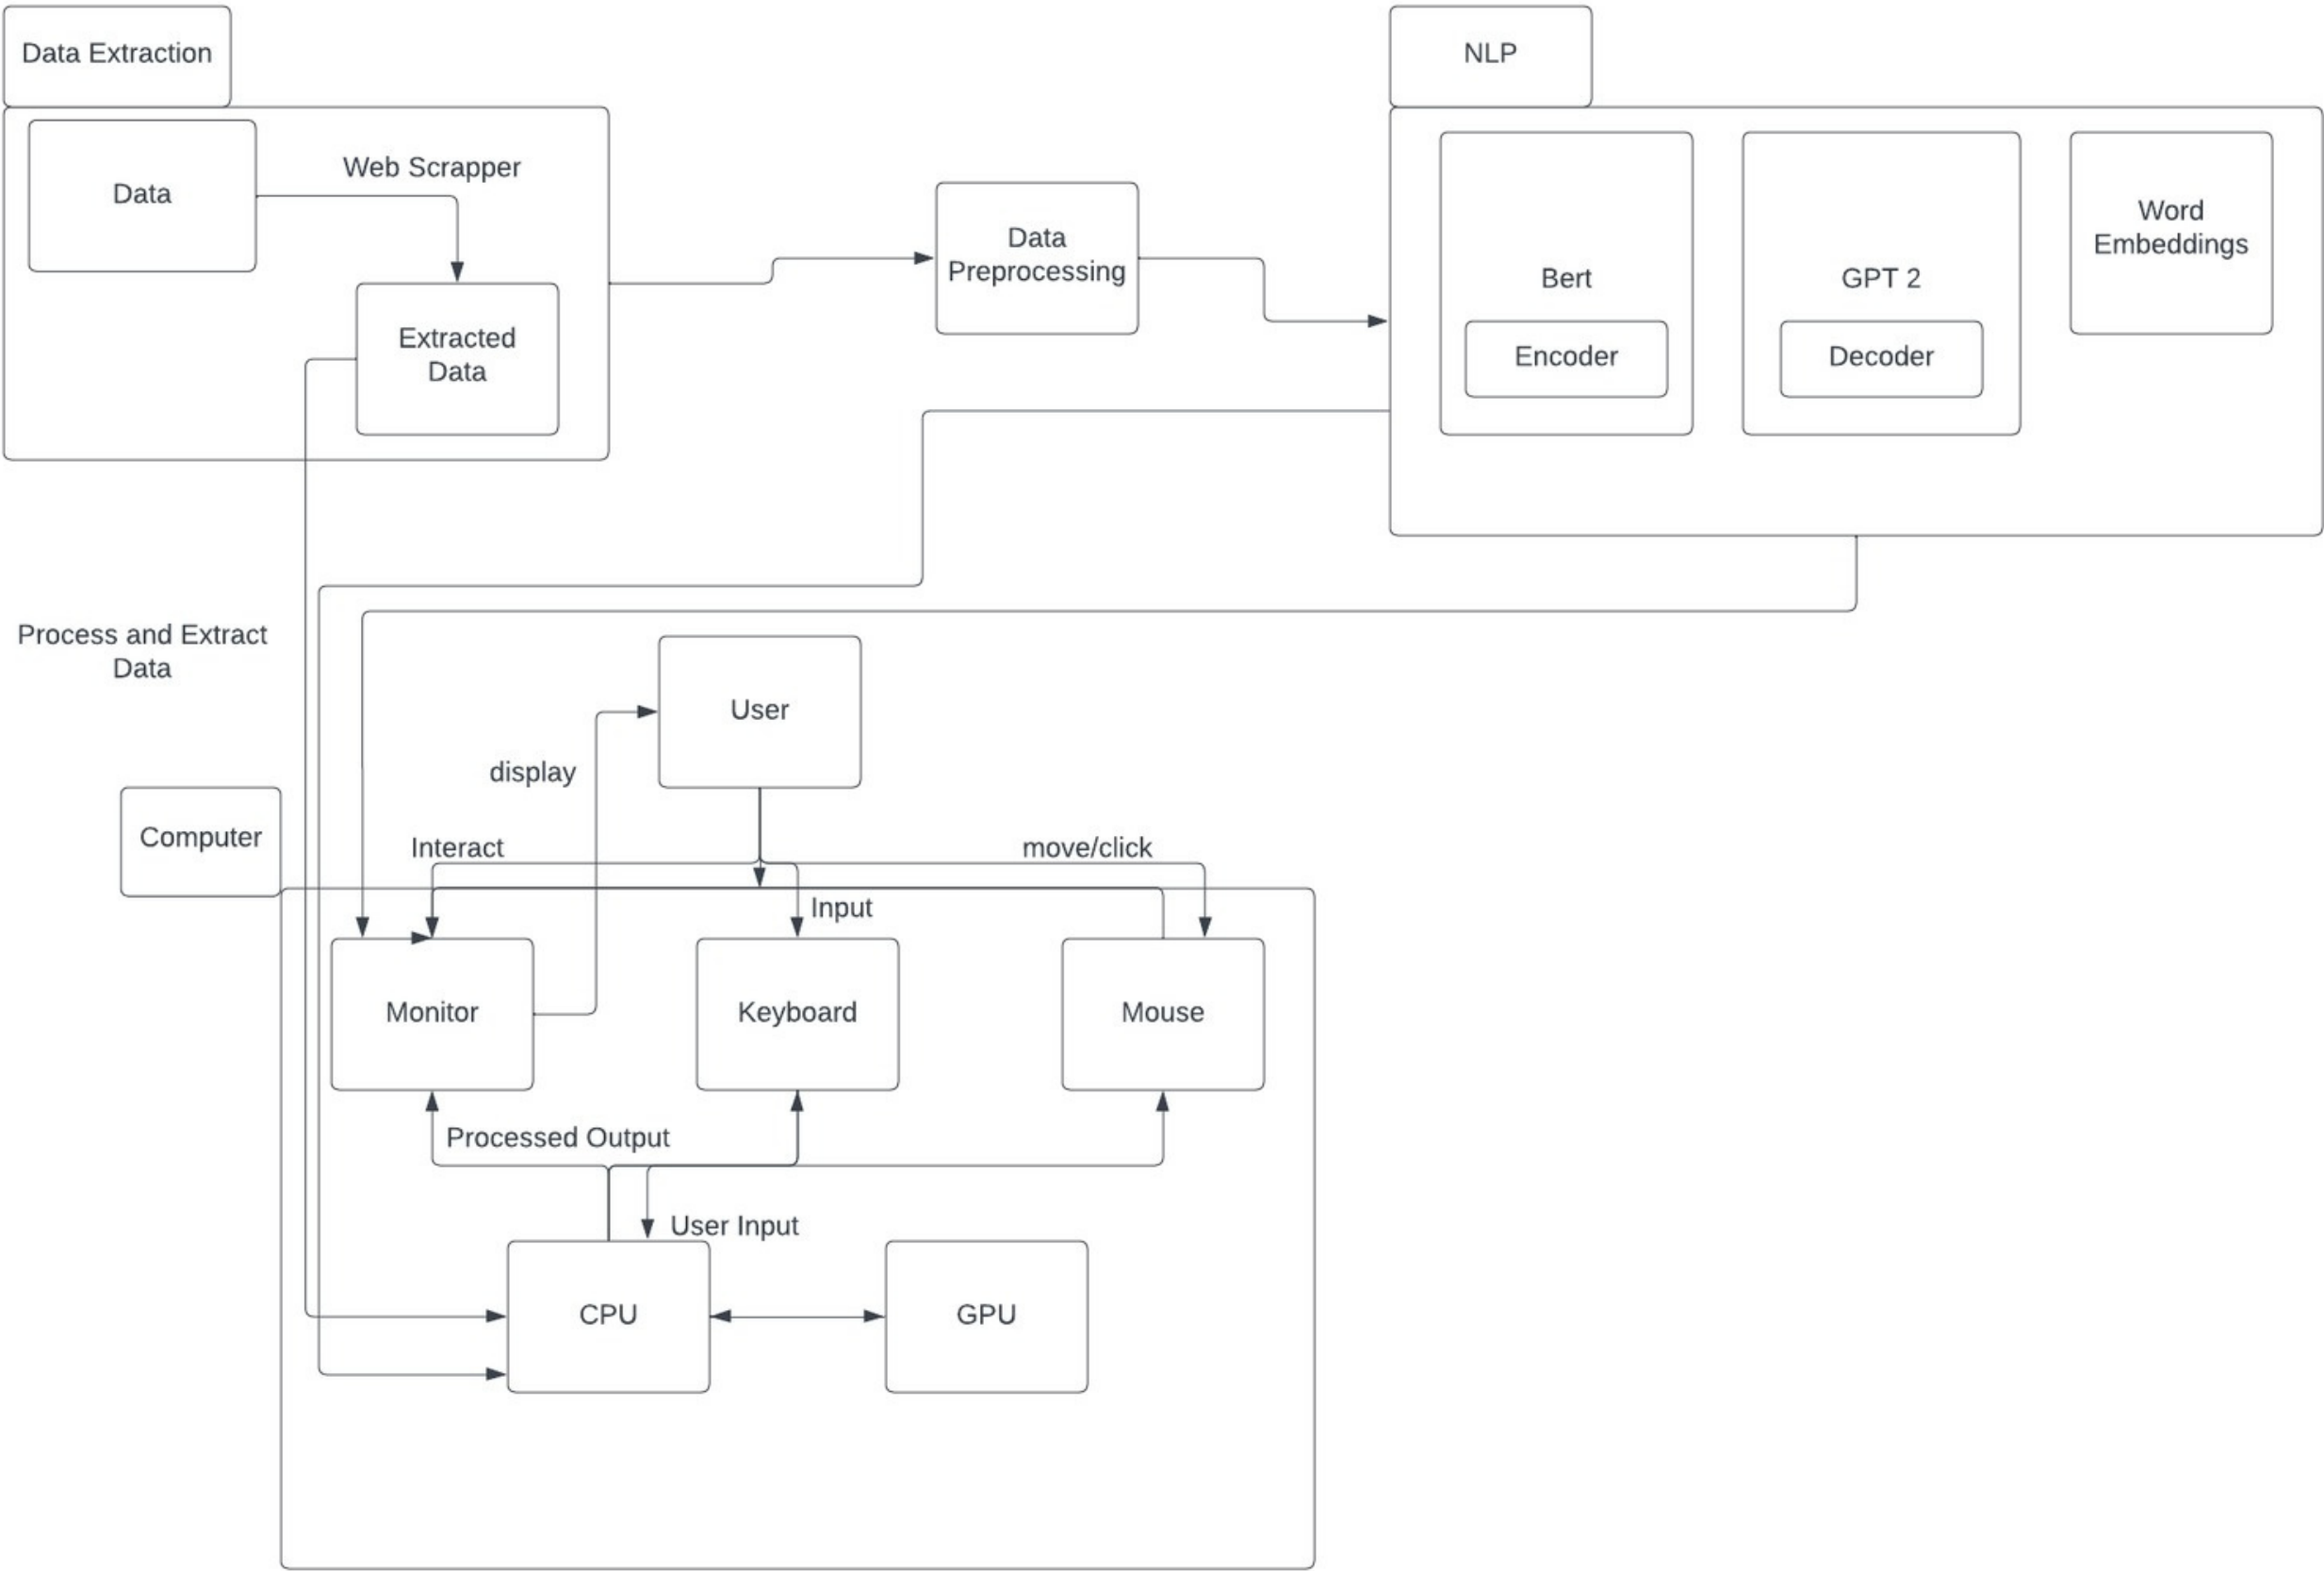 Data Extraction
NLP
Data
Web Scrapper
Extracted
Data
Data
Preprocessing
Bert
Encoder
GPT 2
Decoder
Word
Embeddings
Process and Extract
Data
User
display
Computer
Interact
move/click
Input
Monitor
Keyboard
Mouse
Processed Output
User Input
CPU
GPU